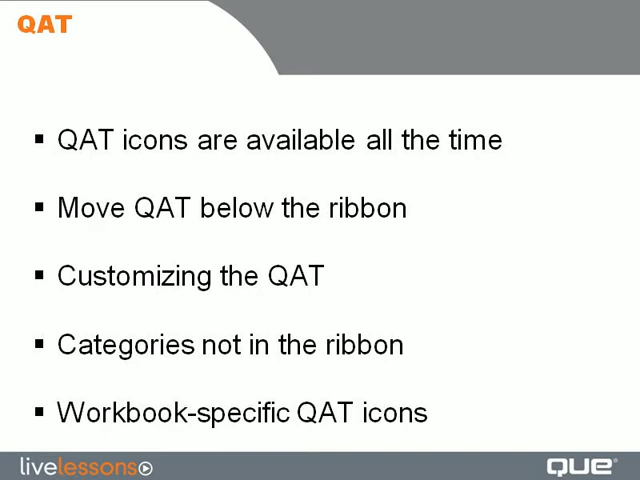 QAT
▪ QAT icons are available all the time
▪ Move QAT below the ribbon
▪ Customizing the QAT
▪ Categories not in the ribbon
▪ Workbook-specific QAT icons
livelessons
QUE®